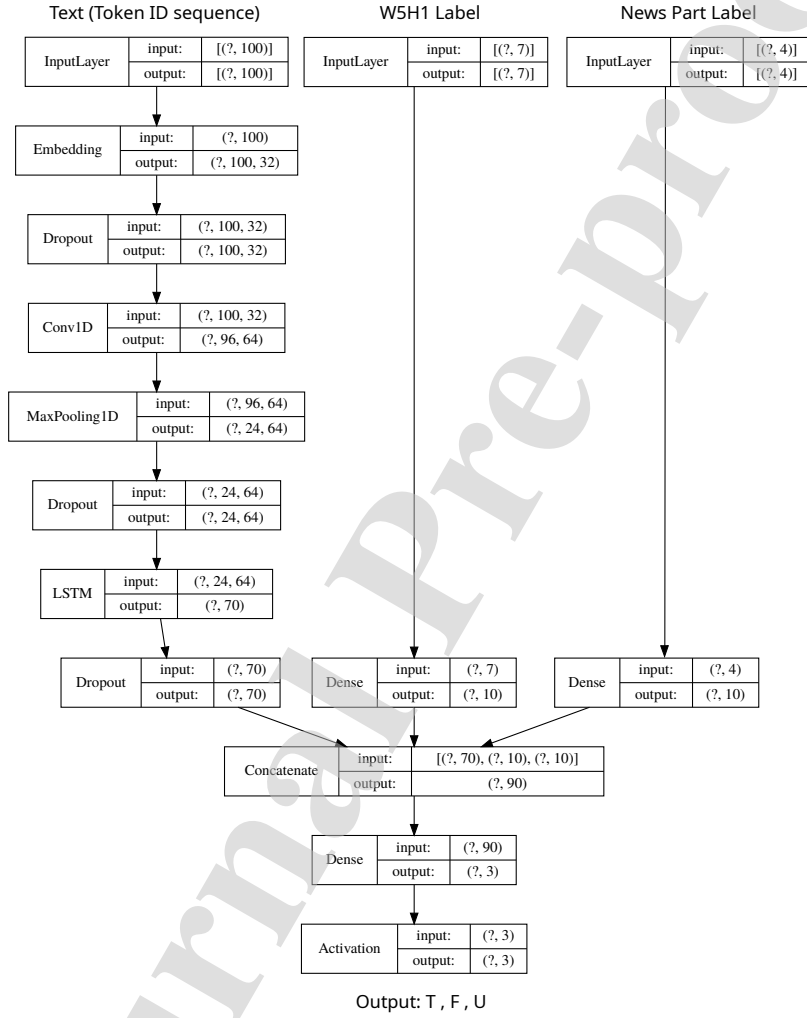 Text (Token ID sequence) W5H1 Label News Part Label
InputLayer input: [(?, 100)] InputLayer input: [(?, 7)] InputLayer input: [(?, 4)]
output: [(?, 100)] output: [(?, 7)] output: [(?, 4)]
Embedding input: (?, 100)
output: (?, 100, 32)
Dropout input: (?, 100, 32)
output: (?, 100, 32)
Conv1D input: (?, 100, 32)
output: (?, 96, 64)
MaxPooling1D input: (?, 96, 64)
output: (?, 24, 64)
Dropout input: (?, 24, 64)
output: (?, 24, 64)
LSTM input: (?, 24, 64)
output: (?, 70)
Dropout input: (?, 70) Dense input: (?, 7) Dense input: (?, 4)
output: (?, 70) output: (?, 10) output: (?, 10)
Concatenate input: [(?, 70), (?, 10), (?, 10)]
output: (?, 90)
Dense input: (?, 90)
output: (?, 3)
Activation input: (?, 3)
output: (?, 3)
Output: T , F , U
urnal Pre-proo